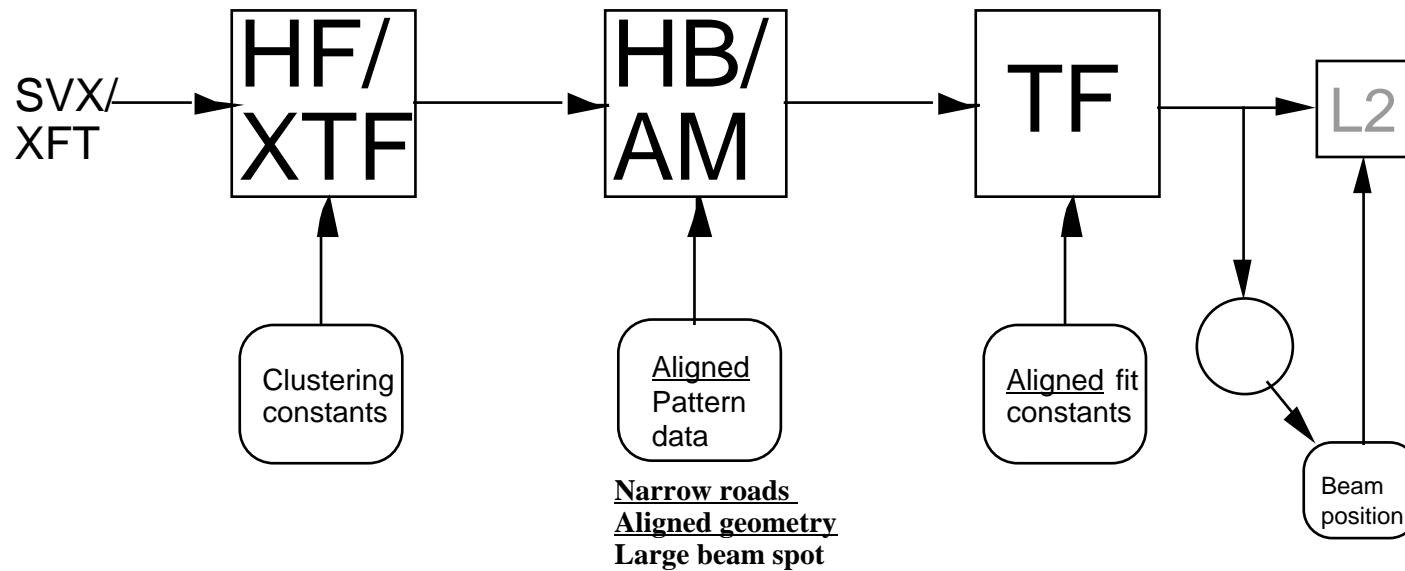 SVX/
XFT
HF/
XTF
HB/
AM
TF
L2
Clustering
constants
Aligned
Pattern
data
Aligned fit
constants
Beam
position
Narrow roads
Aligned geometry
Large beam spot